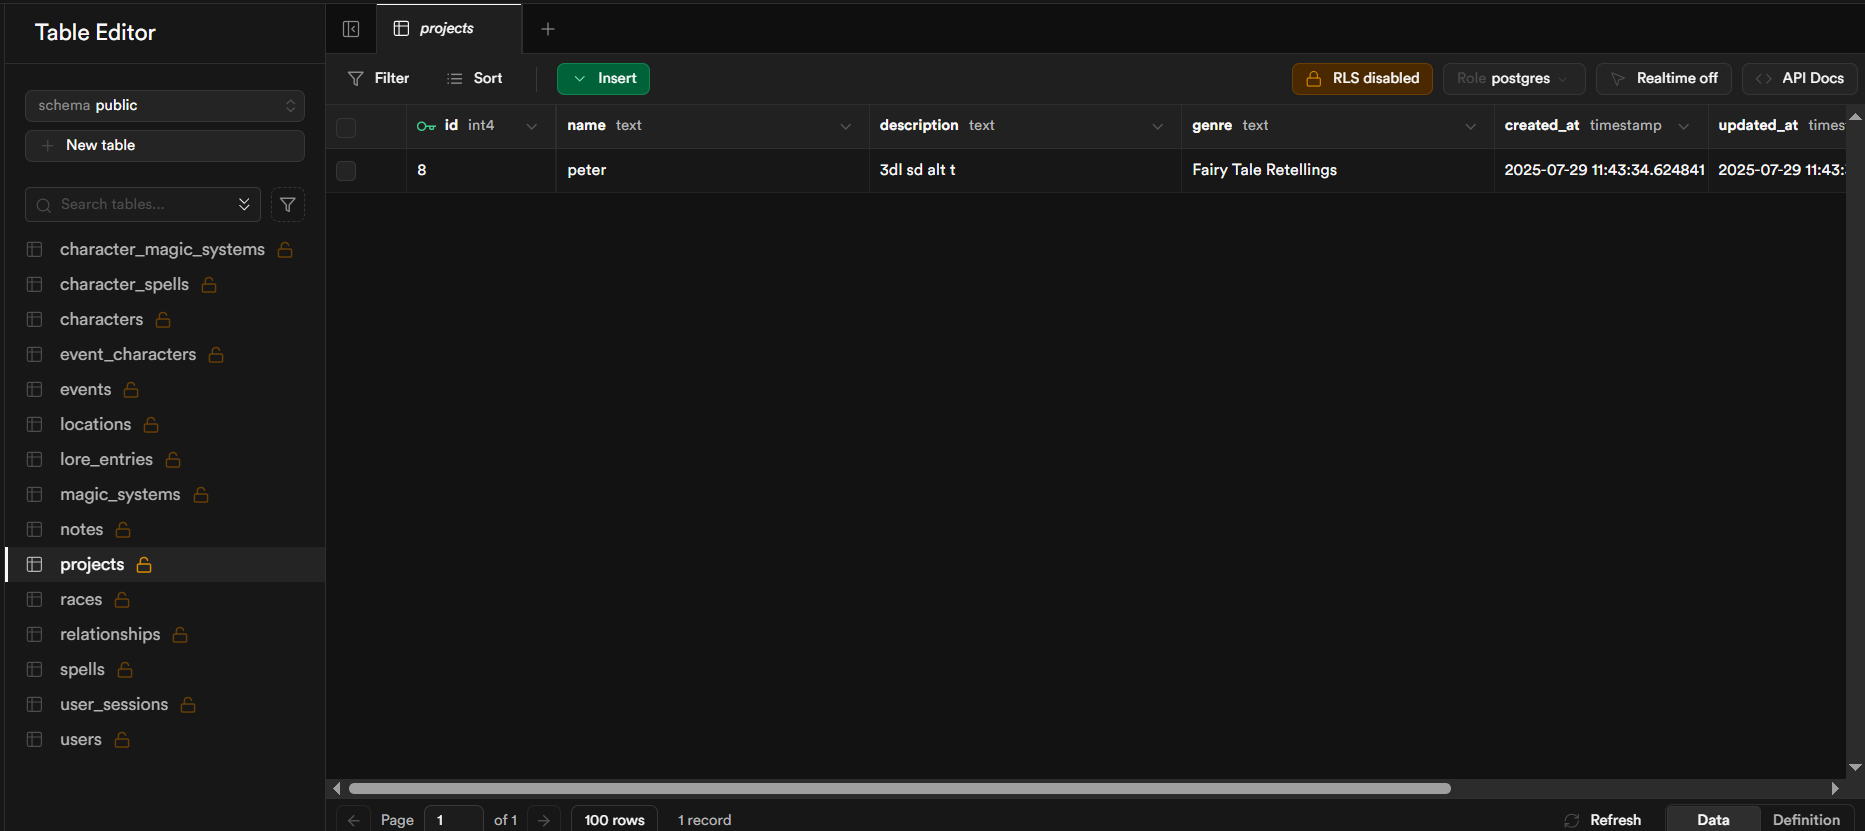 Table Editor
schema public
New table
Search tables...
character_magic_systems
character_spells
characters
event_characters
events
locations
lore_entries
magic_systems
notes
projects
races
relationships
spells
user_sessions
users
projects
Filter Sort Insert RLS disabled Role postgres Realtime off API Docs
id int4 name text description text genre text created_at timestamp updated_at times
8 peter 3dl sd alt t Fairy Tale Retellings 2025-07-29 11:43:34.624841 2025-07-29 11:43:
Page 1 of 1 100 rows 1 record Refresh Data Definition